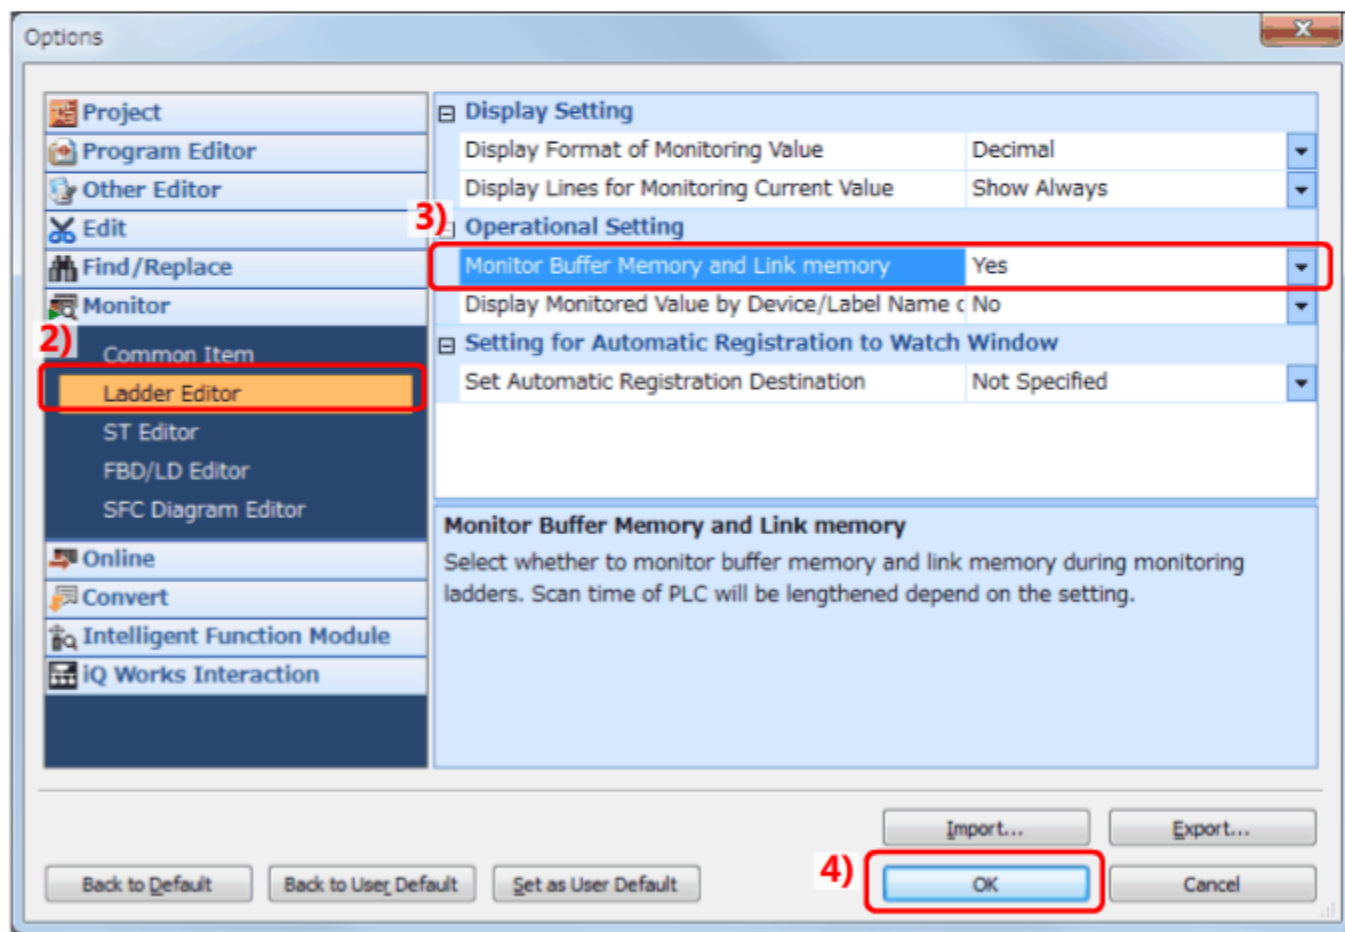 Options
Project
Program Editor
Other Editor
Edit
Find/Replace
Monitor
2)
Common Item
Ladder Editor
ST Editor
FBD/LD Editor
SFC Diagram Editor
Online
Convert
Intelligent Function Module
iQ Works Interaction
Display Setting
Display Format of Monitoring Value Decimal
Display Lines for Monitoring Current Value Show Always
3) Operational Setting
Monitor Buffer Memory and Link memory Yes
Display Monitored Value by Device/Label Name No
Setting for Automatic Registration to Watch Window
Set Automatic Registration Destination Not Specified
Monitor Buffer Memory and Link memory
Select whether to monitor buffer memory and link memory during monitoring
ladders. Scan time of PLC will be lengthened depend on the setting.
Import... Export...
Back to Default Back to User Default Set as User Default 4) OK Cancel